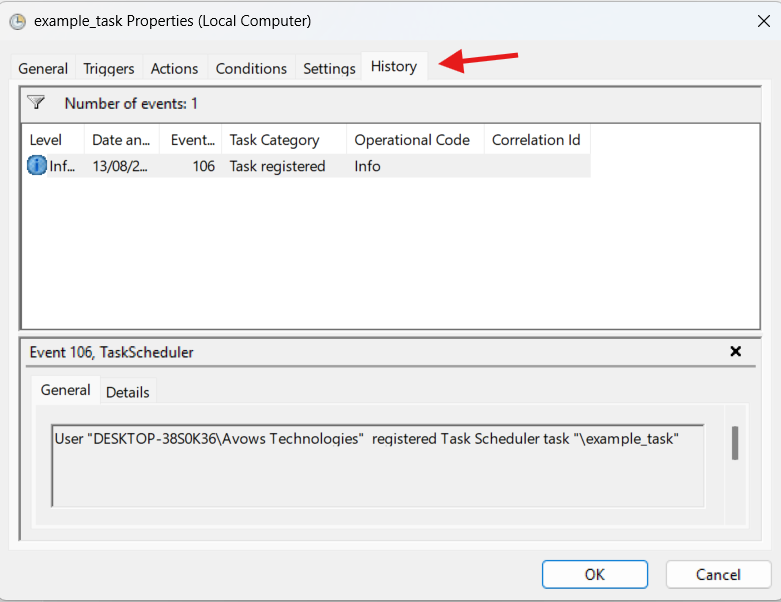 example_task Properties (Local Computer)
General Triggers Actions Conditions Settings History
Number of events: 1
Level Date an... Event... Task Category Operational Code Correlation Id
Inf... 13/08/2... 106 Task registered Info
Event 106, TaskScheduler
General Details
User "DESKTOP-38S0K36\Avows Technologies"  registered Task Scheduler task "\example_task"
OK Cancel